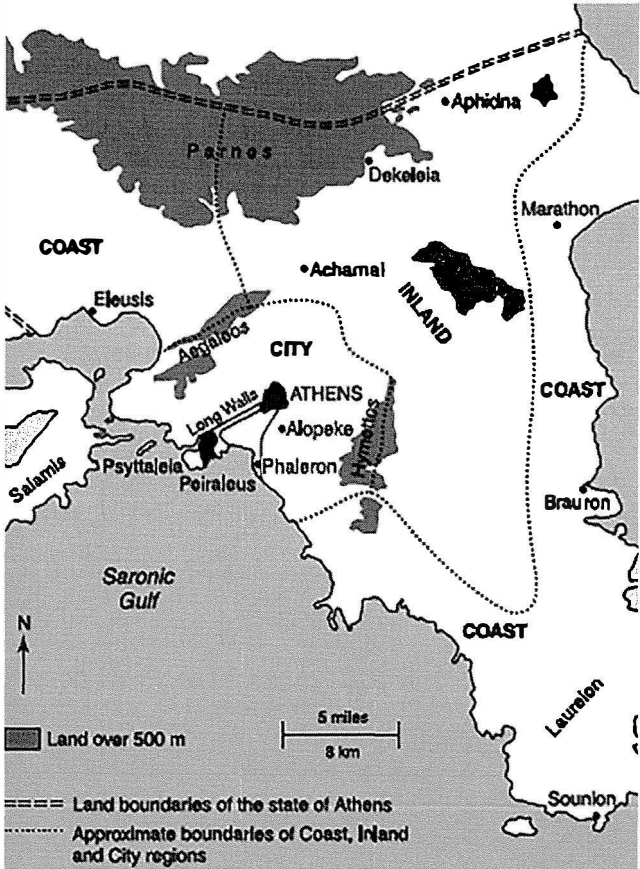 Aphidna
Parnes
Dekeleia
Marathon
COAST
Acharnai
INLAND
Eleusis
Aegaleos
CITY
COAST
ATHENS
Long Walls
Alopeke
Hymettos
Psyttaleia
Phaleron
Salamis
Peiraieus
Brauron
Saronic
Gulf
COAST
N
Laureion
5 miles
8 km
Land over 500 m
Sounion
Land boundaries of the state of Athens
Approximate boundaries of Coast, Inland
and City regions